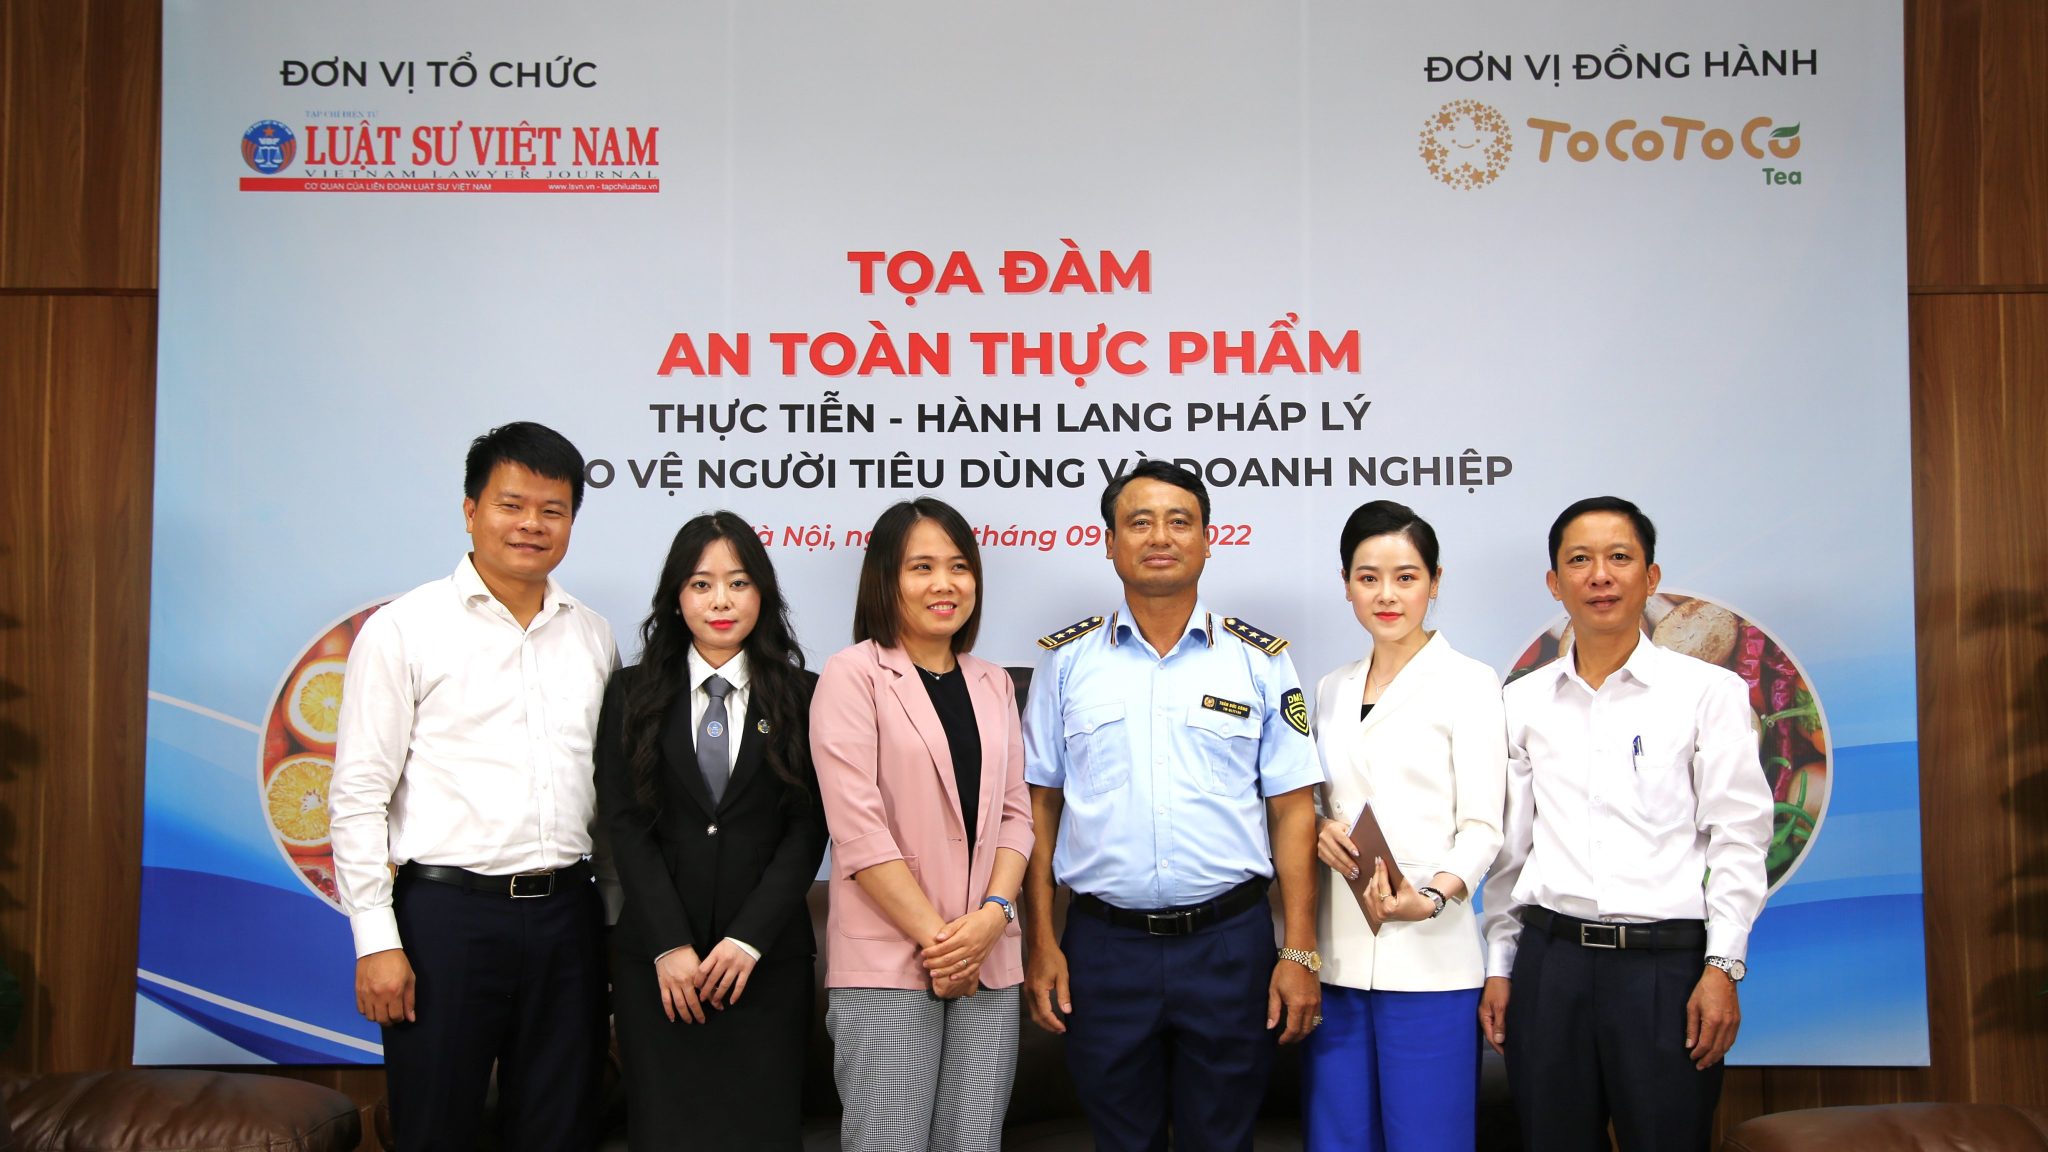 ĐƠN VỊ TỔ CHỨC
TẠP CHÍ ĐIỆN TỬ
LUẬT SƯ VIỆT NAM
VIETNAM LAWYER JOURNAL
CƠ QUAN CỦA LIÊN ĐOÀN LUẬT SƯ VIỆT NAM www.lsvn.vn - tapchiluatsu.vn
ĐƠN VỊ ĐỒNG HÀNH
ToCoToCo
Tea
TỌA ĐÀM
AN TOÀN THỰC PHẨM
THỰC TIỄN - HÀNH LANG PHÁP LÝ
O VỆ NGƯỜI TIÊU DÙNG VÀ DOANH NGHIỆP
Hà Nội, tháng 09 2022
DMS